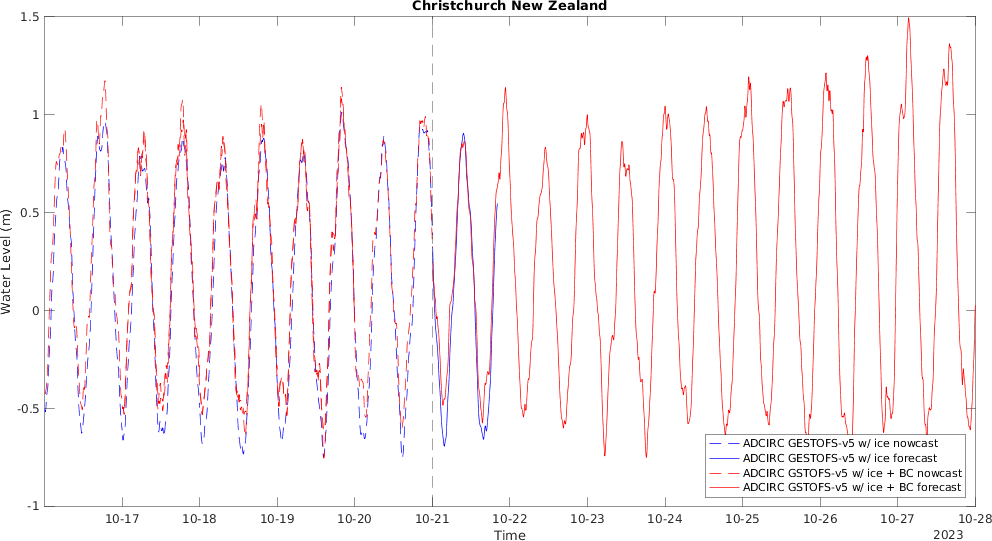 Christchurch New Zealand
1.5
1
0.5
0
-0.5
-1
Water Level (m)
ADCIRC GESTOFS-v5 w/ ice nowcast
ADCIRC GESTOFS-v5 w/ ice forecast
ADCIRC GSTOFS-v5 w/ ice + BC nowcast
ADCIRC GSTOFS-v5 w/ ice + BC forecast
10-17 10-18 10-19 10-20 10-21 10-22 10-23 10-24 10-25 10-26 10-27 10-28
Time
2023